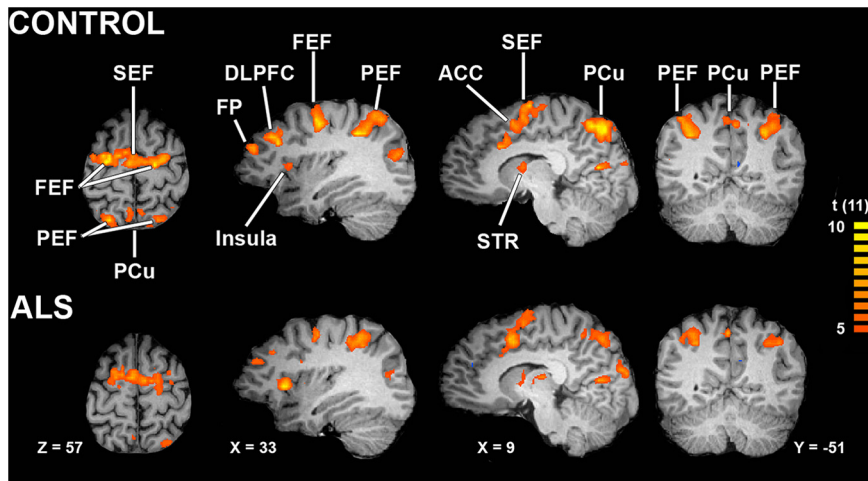 CONTROL
SEF
FEF
PEF
PCu
FEF
DLPFC
PEF
FP
Insula
SEF
ACC
PCu
STR
PEF PCu PEF
t (11)
10
5
ALS
Z = 57
X = 33
X = 9
Y = -51